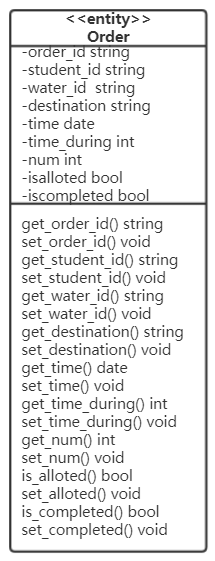 <<entity>>
Order
-order_id string
-student_id string
-water_id string
-destination string
-time date
-time_during int
-num int
-isalloted bool
-iscompleted bool
get_order_id() string
set_order_id() void
get_student_id() string
set_student_id() void
get_water_id() string
set_water_id() void
get_destination() string
set_destination() void
get_time() date
set_time() void
get_time_during() int
set_time_during() void
get_num() int
set_num() void
is_alloted() bool
set_alloted() void
is_completed() bool
set_completed() void